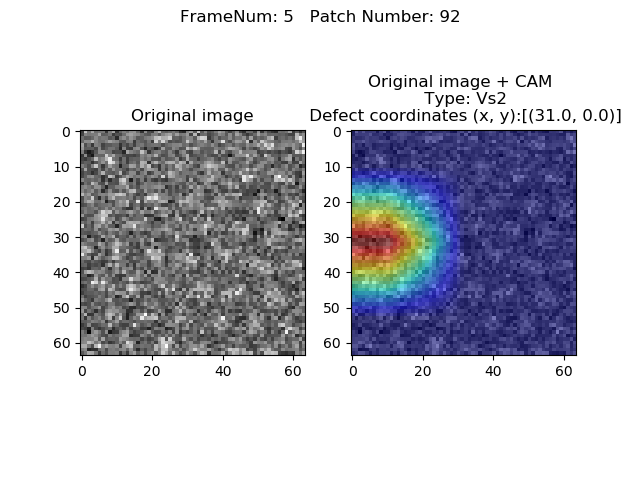 FrameNum: 5   Patch Number: 92
Original image
0
10
20
30
40
50
60
0 20 40 60
Original image + CAM
Type: Vs2
Defect coordinates (x, y):[(31.0, 0.0)]
0
10
20
30
40
50
60
0 20 40 60